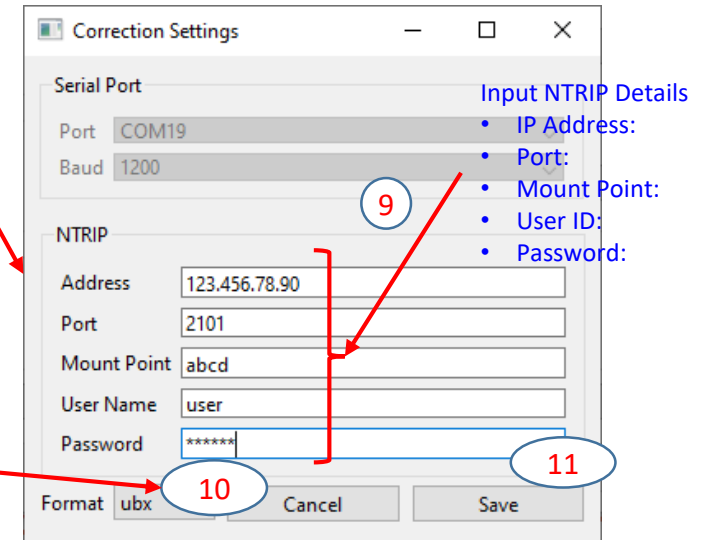 Correction Settings
Serial Port
Port COM19
Baud 1200
Input NTRIP Details
• IP Address:
• Port:
• Mount Point:
• User ID:
• Password:
9
NTRIP
Address 123.456.78.90
Port 2101
Mount Point abcd
User Name user
Password ******
10
11
Format ubx Cancel Save